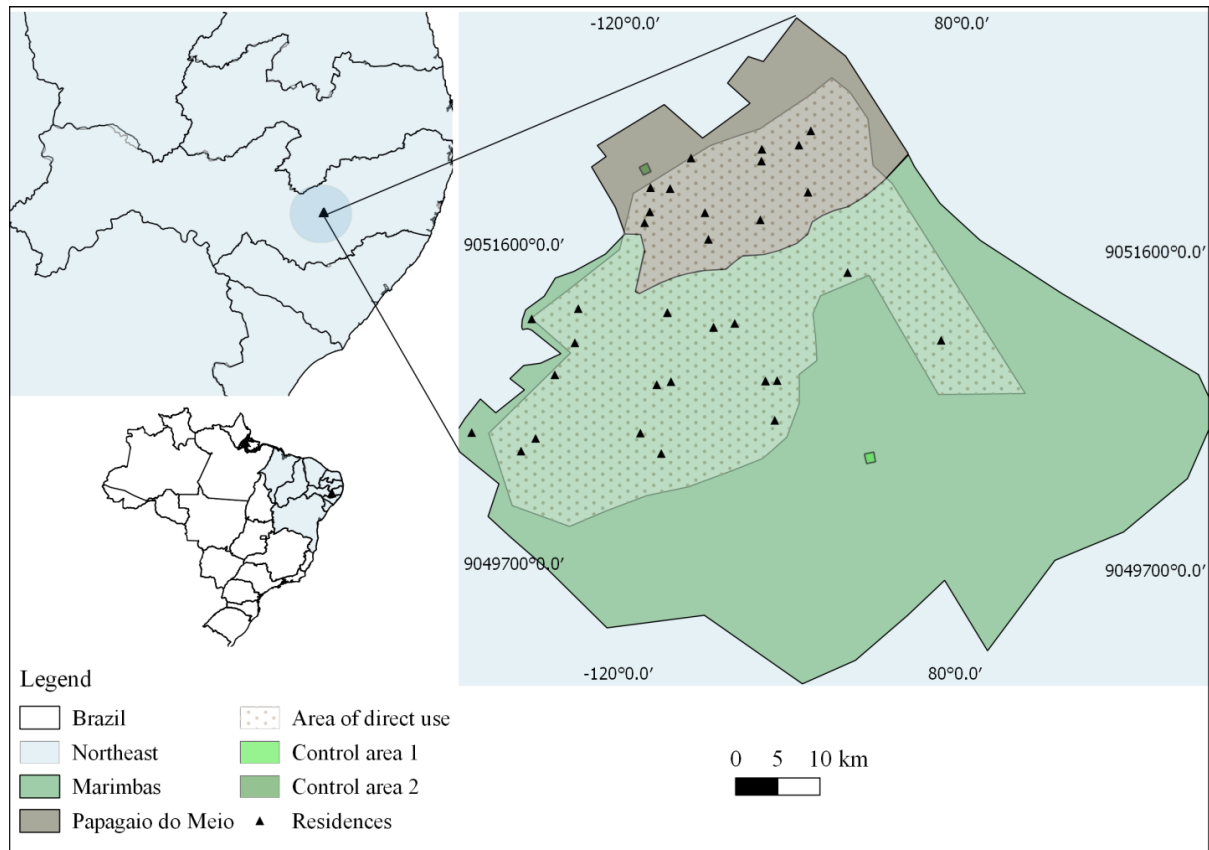 -120°0.0' 80°0.0'
9051600°0.0' 9051600°0.0'
9049700°0.0' 9049700°0.0'
-120°0.0' 80°0.0'
Legend
Brazil
Northeast
Marimbas
Papagaio do Meio
Area of direct use
Control area 1
Control area 2
Residences
0 5 10 km